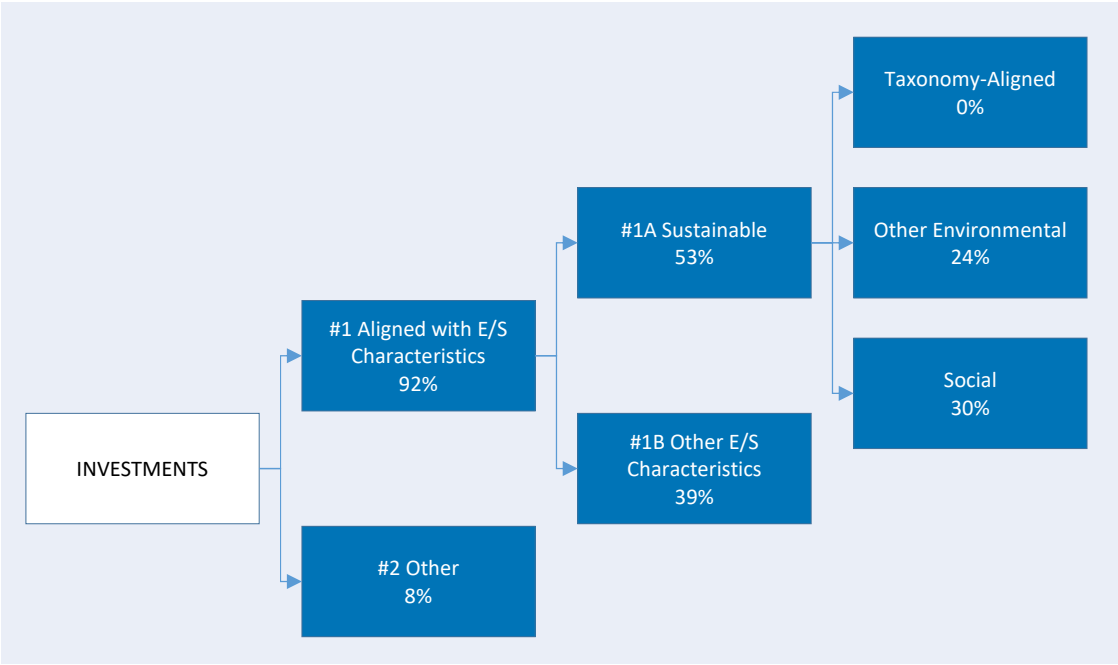 INVESTMENTS
#1 Aligned with E/S
Characteristics
92%
#2 Other
8%
#1A Sustainable
53%
#1B Other E/S
Characteristics
39%
Taxonomy-Aligned
0%
Other Environmental
24%
Social
30%